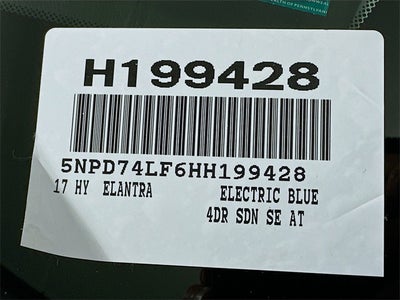 H199428
5NPD74LF6HH199428
17 HY ELANTRA ELECTRIC BLUE
4DR SDN SE AT